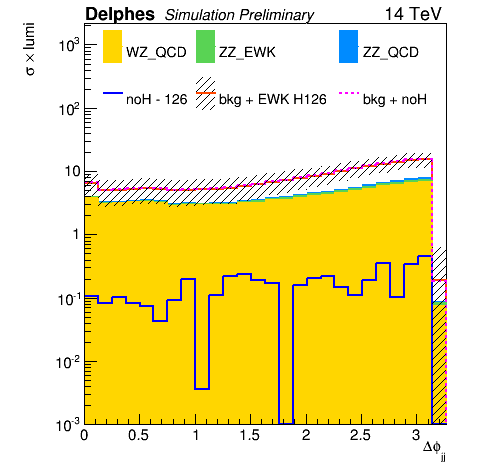 Delphes Simulation Preliminary 14 TeV
σ × lumi
WZ_QCD ZZ_EWK ZZ_QCD
noH - 126 bkg + EWK H126 bkg + noH
10³
10²
10
1
10⁻¹
10⁻²
10⁻³
0 0.5 1 1.5 2 2.5 3
Δϕjj